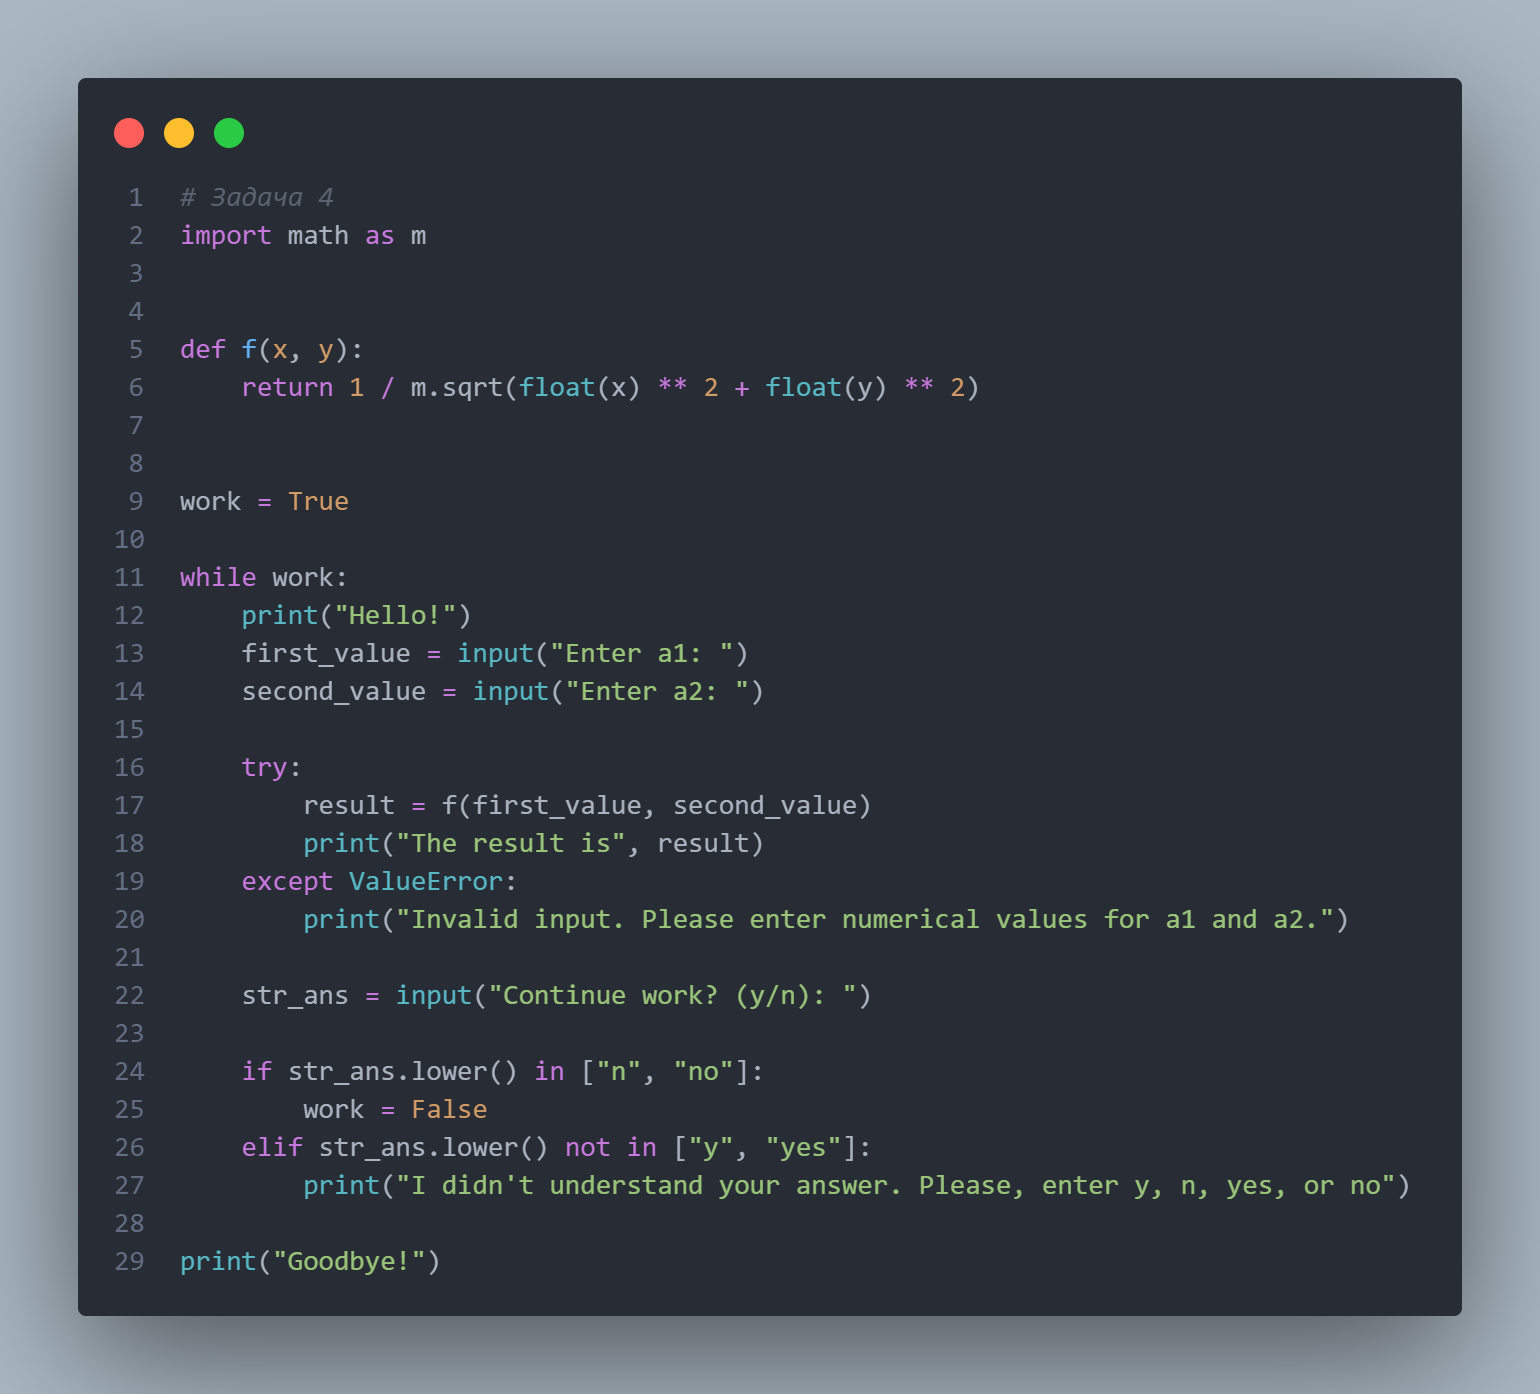 1 # Задача 4
2 import math as m
3
4
5 def f(x, y):
6     return 1 / m.sqrt(float(x) ** 2 + float(y) ** 2)
7
8
9 work = True
10
11 while work:
12     print("Hello!")
13     first_value = input("Enter a1: ")
14     second_value = input("Enter a2: ")
15
16     try:
17         result = f(first_value, second_value)
18         print("The result is", result)
19     except ValueError:
20         print("Invalid input. Please enter numerical values for a1 and a2.")
21
22     str_ans = input("Continue work? (y/n): ")
23
24     if str_ans.lower() in ["n", "no"]:
25         work = False
26     elif str_ans.lower() not in ["y", "yes"]:
27         print("I didn't understand your answer. Please, enter y, n, yes, or no")
28
29 print("Goodbye!")